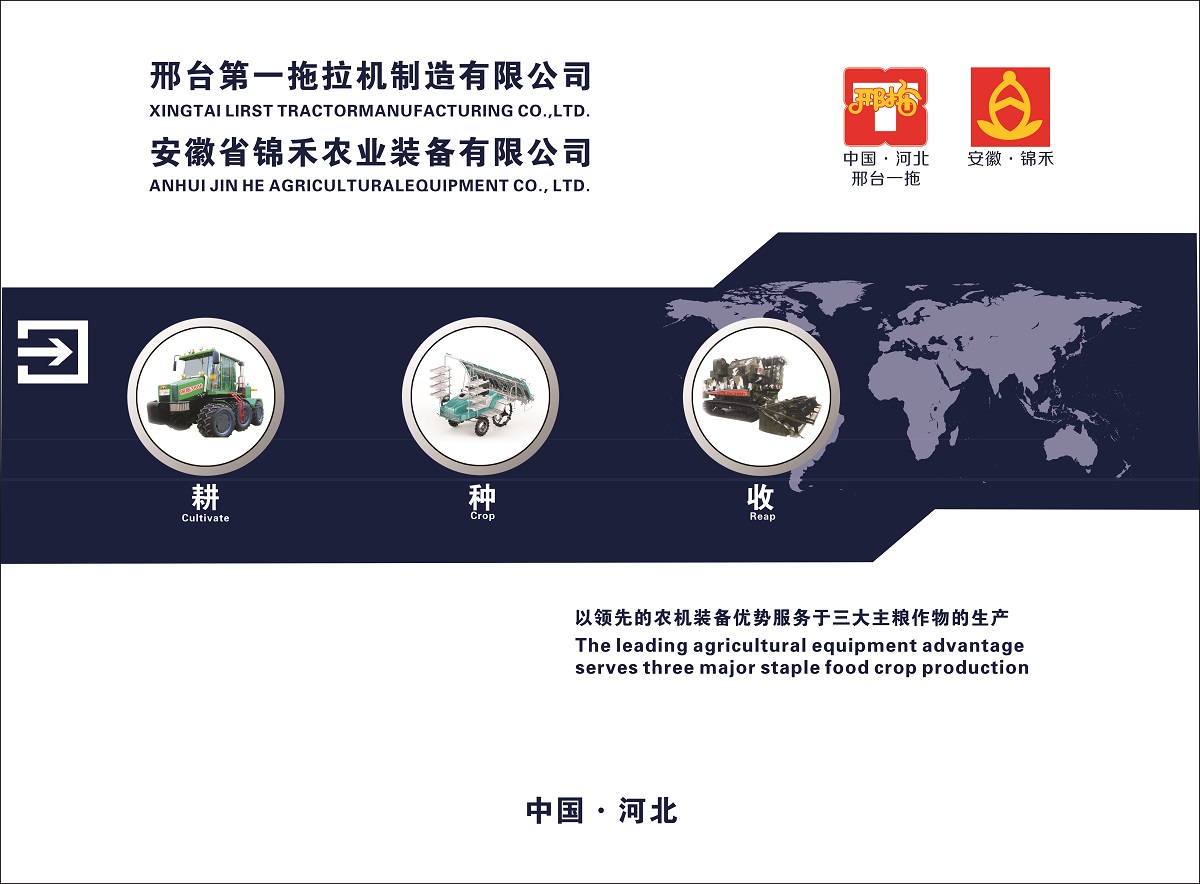 邢台第一拖拉机制造有限公司
XINGTAI LIRST TRACTORMANUFACTURING CO.,LTD.
安徽省锦禾农业装备有限公司
ANHUI JIN HE AGRICULTURALEQUIPMENT CO., LTD.
邢拖
中国·河北
邢台一拖
安徽·锦禾
耕
Cultivate
种
Crop
收
Reap
以领先的农机装备优势服务于三大主粮作物的生产
The leading agricultural equipment advantage
serves three major staple food crop production
中国·河北